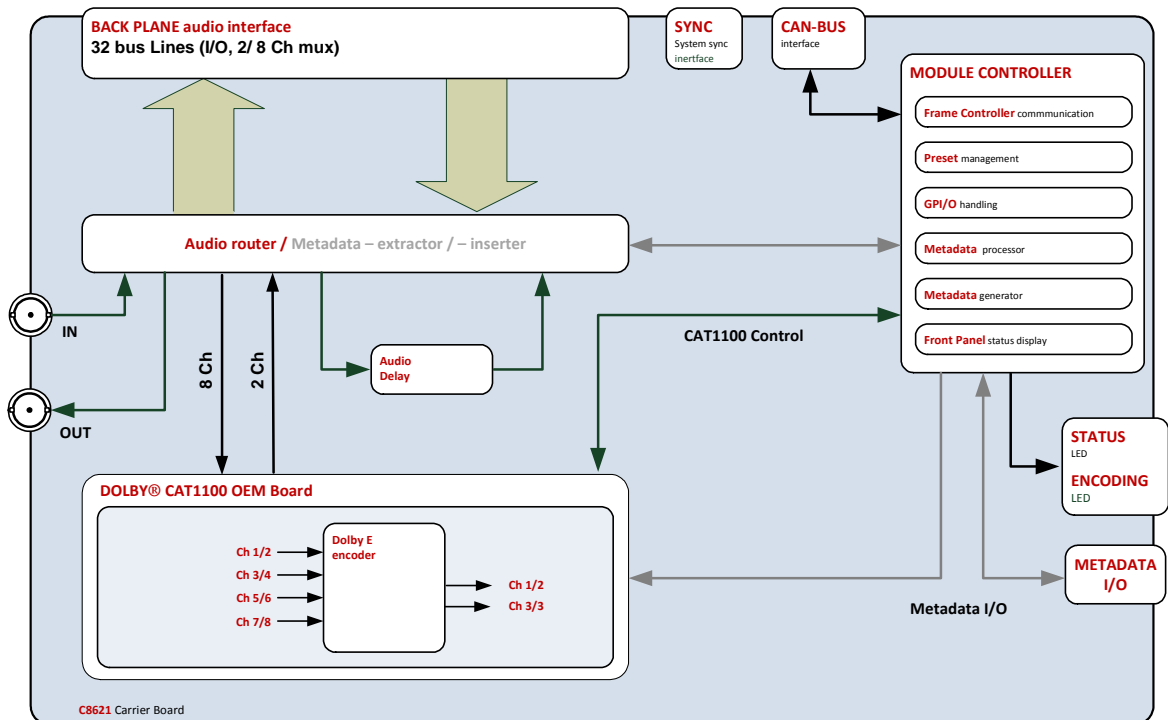 BACK PLANE audio interface
32 bus Lines (I/O, 2/ 8 Ch mux)
SYNC
System sync
inertface
CAN-BUS
interface
MODULE CONTROLLER
Frame Controller commmunication
Preset management
GPI/O handling
Metadata processor
Metadata generator
Front Panel status display
Audio router / Metadata – extractor / – inserter
IN
OUT
8 Ch
2 Ch
Audio
Delay
CAT1100 Control
STATUS
LED
ENCODING
LED
METADATA
I/O
Metadata I/O
DOLBY® CAT1100 OEM Board
Dolby E
encoder
Ch 1/2
Ch 3/4
Ch 5/6
Ch 7/8
Ch 1/2
Ch 3/3
C8621 Carrier Board